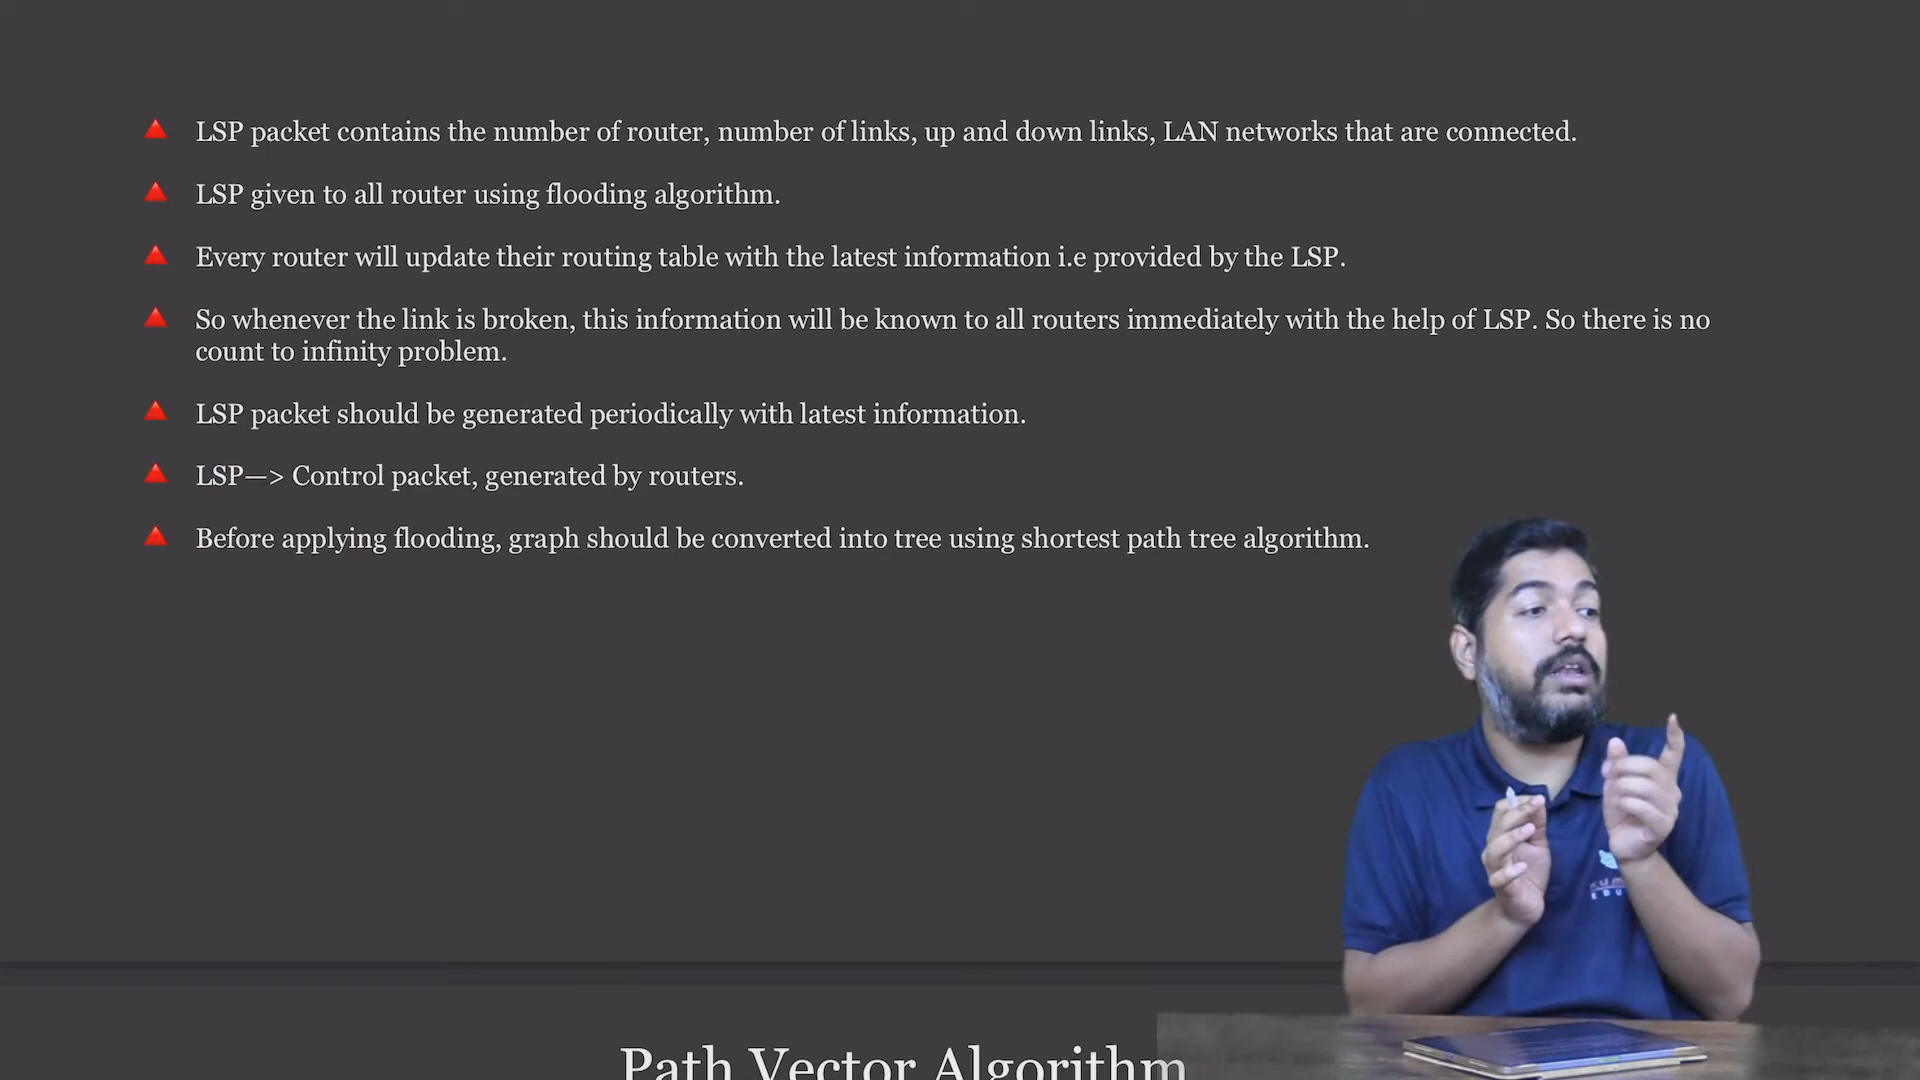 LSP packet contains the number of router, number of links, up and down links, LAN networks that are connected.
LSP given to all router using flooding algorithm.
Every router will update their routing table with the latest information i.e provided by the LSP.
So whenever the link is broken, this information will be known to all routers immediately with the help of LSP. So there is no
count to infinity problem.
LSP packet should be generated periodically with latest information.
LSP—> Control packet, generated by routers.
Before applying flooding, graph should be converted into tree using shortest path tree algorithm.
Path Vector Algorithm